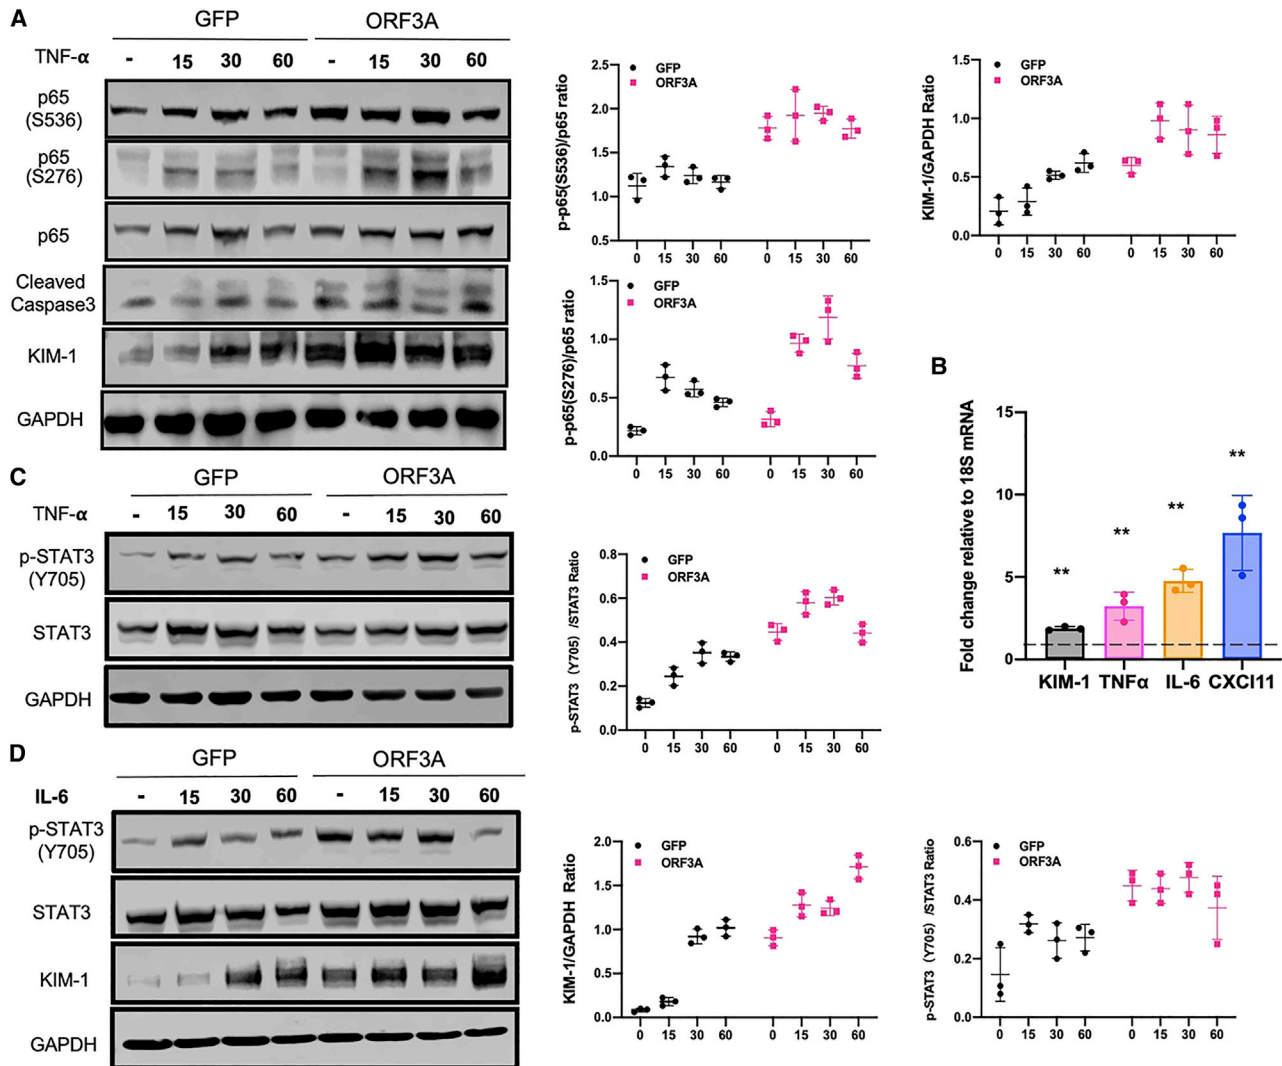 A
GFP
ORF3A
TNF-α
- 15 30 60 - 15 30 60
p65
(S536)
p65
(S276)
p65
Cleaved
Caspase3
KIM-1
GAPDH
p-p65(S536)/p65 ratio
2.5
2.0
1.5
1.0
0.5
GFP
ORF3A
0 15 30 60 0 15 30 60
KIM-1/GAPDH Ratio
1.5
1.0
0.5
0.0
GFP
ORF3A
0 15 30 60 0 15 30 60
p-p65(S276)/p65 ratio
1.5
1.0
0.5
0.0
GFP
ORF3A
0 15 30 60 0 15 30 60
B
Fold change relative to 18S mRNA
15
10
5
0
**
**
**
**
KIM-1 TNFα IL-6 CXCl11
C
GFP
ORF3A
TNF-α
- 15 30 60 - 15 30 60
p-STAT3
(Y705)
STAT3
GAPDH
p-STAT3 (Y705) /STAT3 Ratio
0.8
0.6
0.4
0.2
0.0
GFP
ORF3A
0 15 30 60 0 15 30 60
D
GFP
ORF3A
IL-6
- 15 30 60 - 15 30 60
p-STAT3
(Y705)
STAT3
KIM-1
GAPDH
KIM-1/GAPDH Ratio
2.0
1.5
1.0
0.5
0.0
GFP
ORF3A
0 15 30 60 0 15 30 60
p-STAT3 (Y705) /STAT3 Ratio
0.6
0.4
0.2
0.0
GFP
ORF3A
0 15 30 60 0 15 30 60